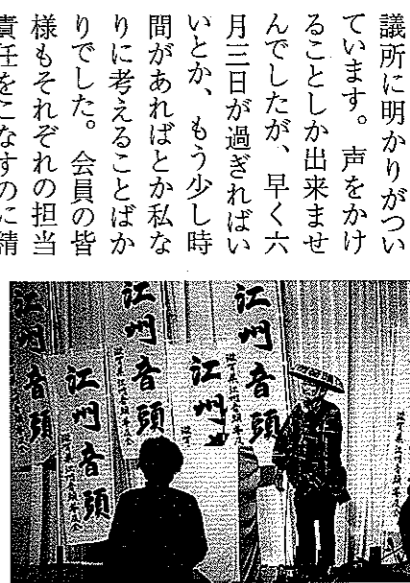 議所に明かりがつい
ています。声をかけ
ることしか出来ませ
んでしたが、早く六
月三日が過ぎればい
いとか、もう少し時
間があればとか私な
りに考えることばか
りでした。会員の皆
様もそれぞれの担当
責任をこなすのに精
江州音頭
江州音頭
江州音頭
江州音頭
江州音頭